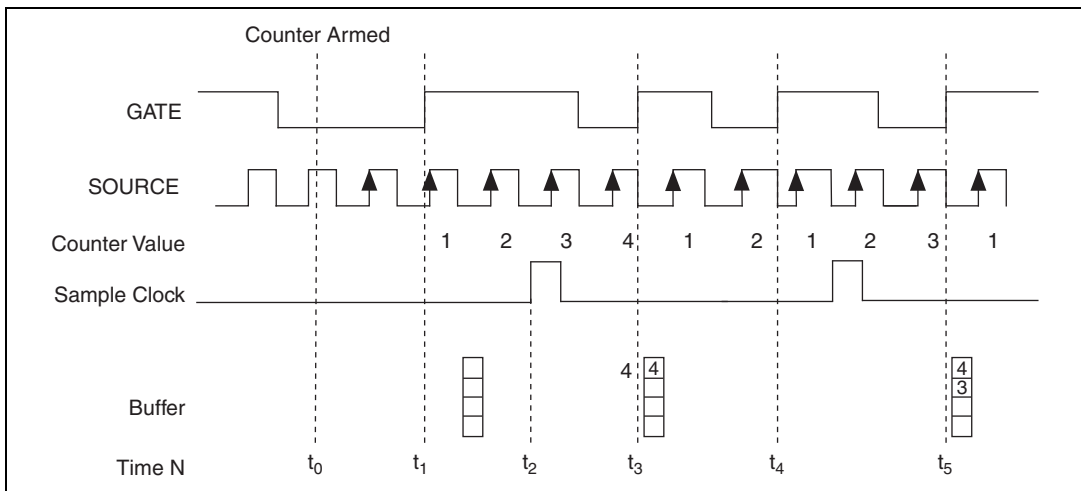 Counter Armed
GATE
SOURCE
Counter Value 1 2 3 4 1 2 1 2 3 1
Sample Clock
4 4 4
3
Buffer
Time N t0 t1 t2 t3 t4 t5